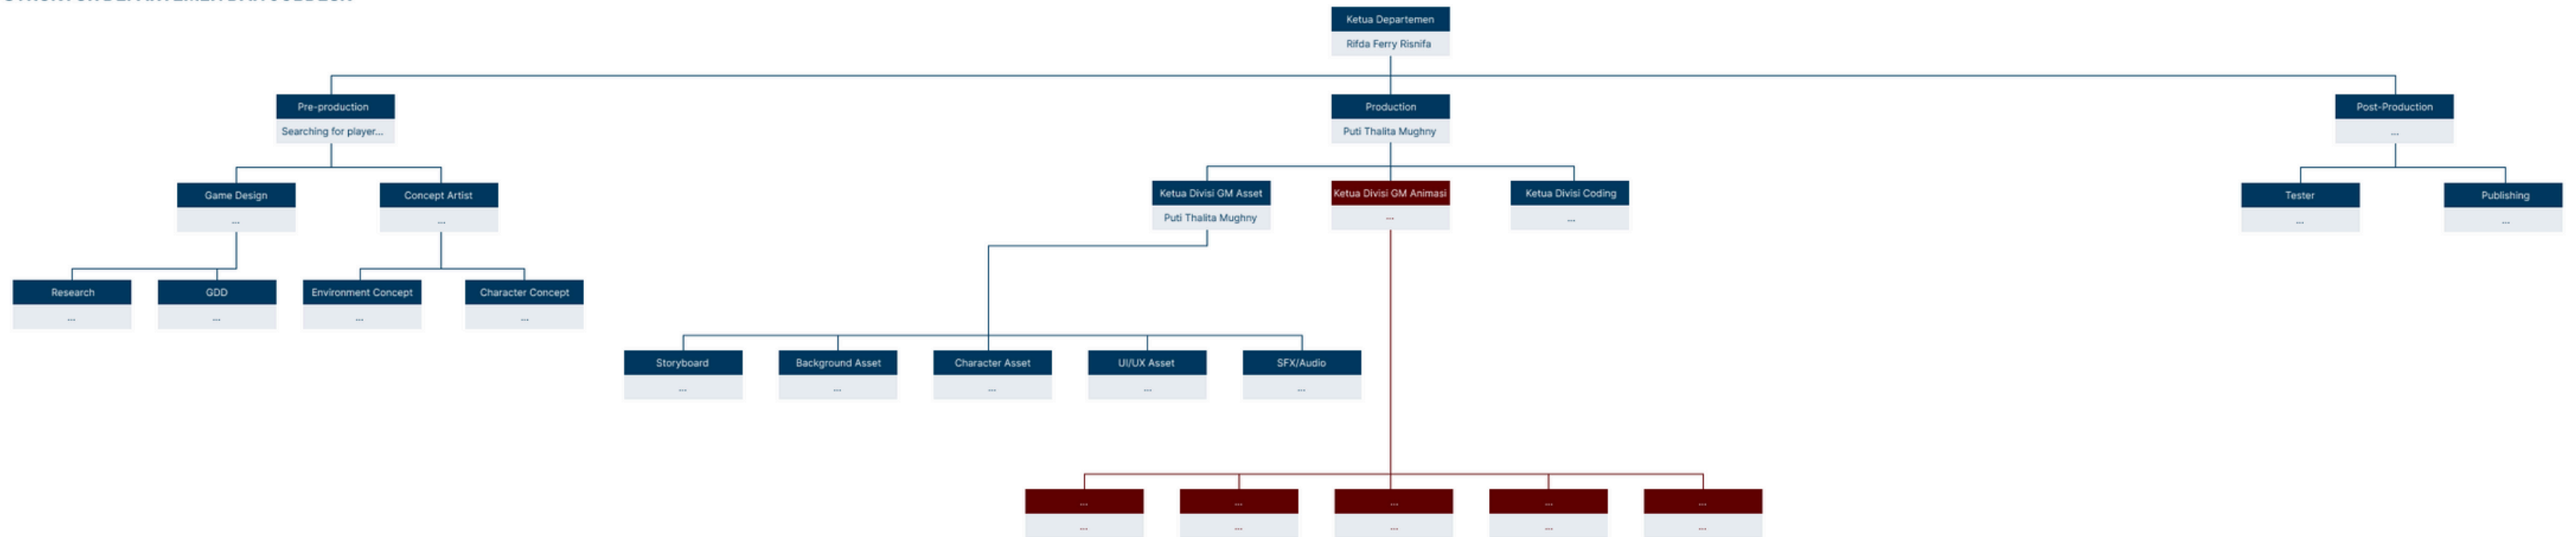 Ketua Departemen
Rifda Ferry Risnifa
Pre-production
Searching for player...
Production
Puti Thalita Mughny
Post-Production
...
Game Design
...
Concept Artist
...
Ketua Divisi GM Asset
Puti Thalita Mughny
Ketua Divisi GM Animasi
...
Ketua Divisi Coding
...
Tester
...
Publishing
...
Research
...
GDD
...
Environment Concept
...
Character Concept
...
Storyboard
...
Background Asset
...
Character Asset
...
UI/UX Asset
...
SFX/Audio
...
...
...
...
...
...
...
...
...
...
...